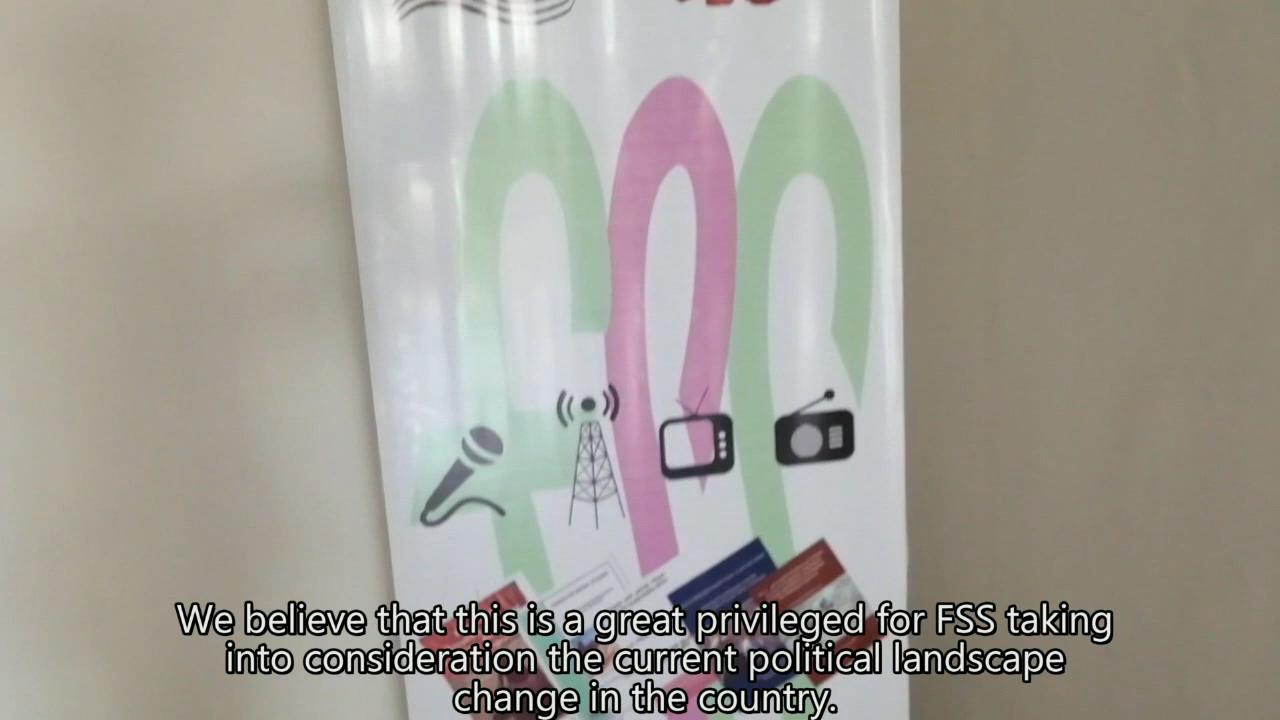 We believe that this is a great privileged for FSS taking
into consideration the current political landscape
change in the country.